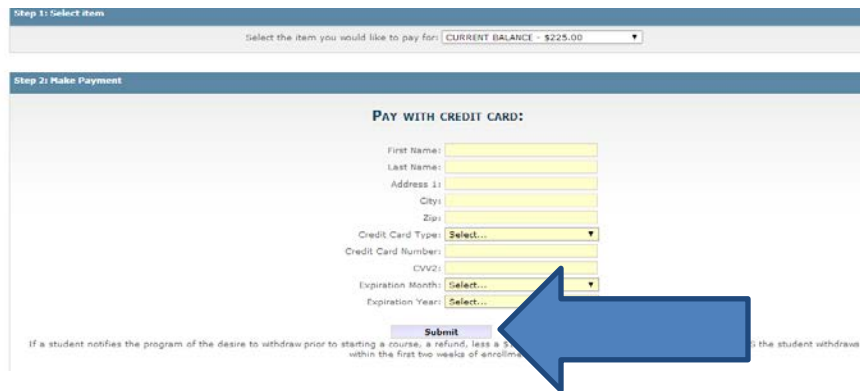 Step 1: Select item
Select the item you would like to pay for: CURRENT BALANCE - $225.00
Step 2: Make Payment
PAY WITH CREDIT CARD:
First Name:
Last Name:
Address 1:
City:
Zip:
Credit Card Type: Select...
Credit Card Number:
CVV2:
Expiration Month: Select...
Expiration Year: Select...
Submit
If a student notifies the program of the desire to withdraw prior to starting a course, a refund, less a the student withdraws
within the first two weeks of